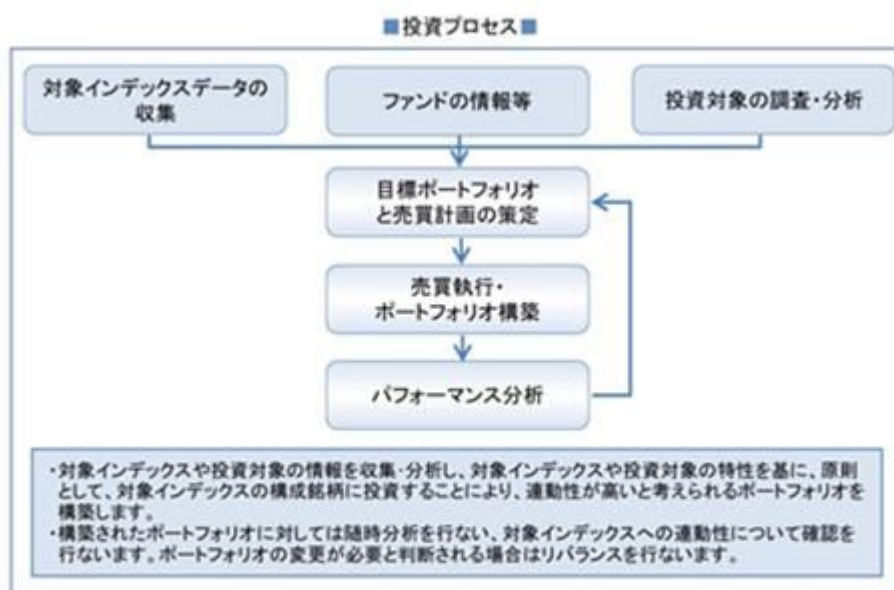 ■投資プロセス■
対象インデックスデータの
収集
ファンドの情報等
投資対象の調査・分析
目標ポートフォリオ
と売買計画の策定
売買執行・
ポートフォリオ構築
パフォーマンス分析
・対象インデックスや投資対象の情報を収集・分析し、対象インデックスや投資対象の特性を基に、原則
として、対象インデックスの構成銘柄に投資することにより、連動性が高いと考えられるポートフォリオを
構築します。
・構築されたポートフォリオに対しては随時分析を行ない、対象インデックスへの連動性について確認を
行ないます。ポートフォリオの変更が必要と判断される場合はリバランスを行ないます。